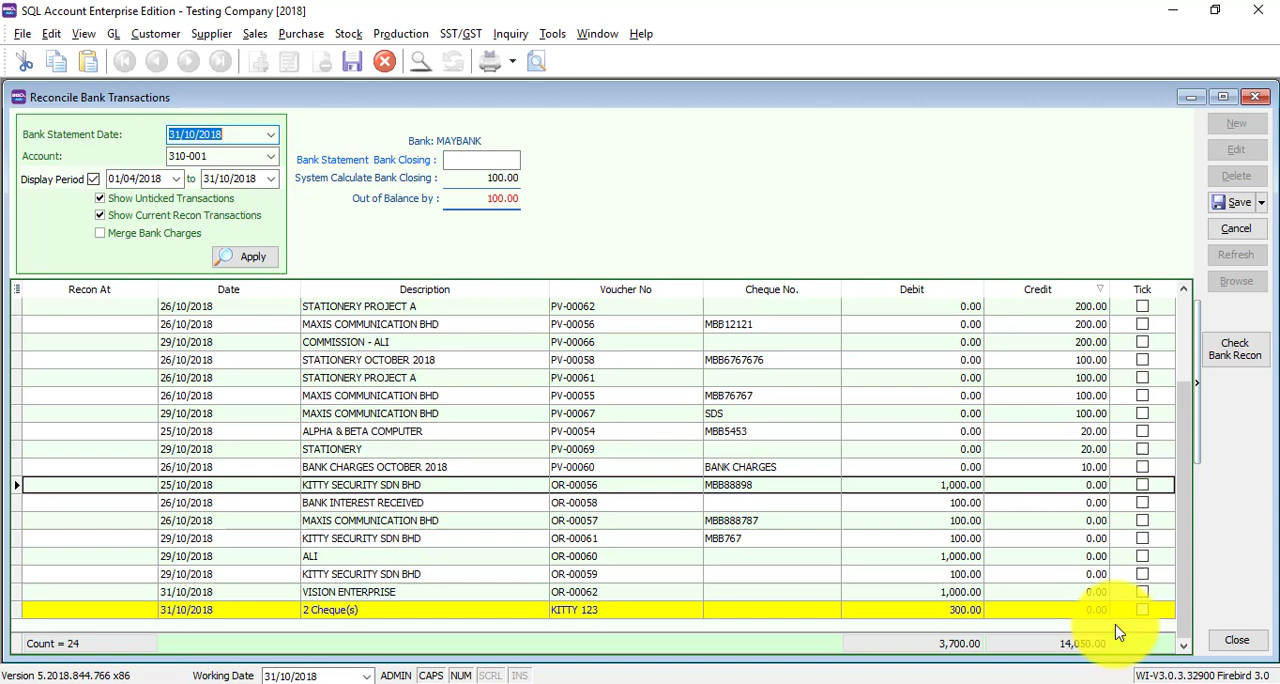 SQL Account Enterprise Edition - Testing Company [2018]
File Edit View GL Customer Supplier Sales Purchase Stock Production SST/GST Inquiry Tools Window Help
Reconcile Bank Transactions
Bank Statement Date: 31/10/2018
Account: 310-001
Display Period 01/04/2018 to 31/10/2018
Show Unticked Transactions
Show Current Recon Transactions
Merge Bank Charges
Apply
Bank: MAYBANK
Bank Statement Bank Closing :
System Calculate Bank Closing : 100.00
Out of Balance by : 100.00
New
Edit
Delete
Save
Cancel
Refresh
Browse
Check
Bank Recon
Close
Recon At Date Description Voucher No Cheque No. Debit Credit Tick
26/10/2018 STATIONERY PROJECT A PV-00062 0.00 200.00
26/10/2018 MAXIS COMMUNICATION BHD PV-00056 MBB12121 0.00 200.00
29/10/2018 COMMISSION - ALI PV-00066 0.00 200.00
26/10/2018 STATIONERY OCTOBER 2018 PV-00058 MBB6767676 0.00 100.00
26/10/2018 STATIONERY PROJECT A PV-00061 0.00 100.00
26/10/2018 MAXIS COMMUNICATION BHD PV-00055 MBB76767 0.00 100.00
29/10/2018 MAXIS COMMUNICATION BHD PV-00067 SDS 0.00 100.00
25/10/2018 ALPHA & BETA COMPUTER PV-00054 MBB5453 0.00 20.00
29/10/2018 STATIONERY PV-00069 0.00 20.00
26/10/2018 BANK CHARGES OCTOBER 2018 PV-00060 BANK CHARGES 0.00 10.00
25/10/2018 KITTY SECURITY SDN BHD OR-00056 MBB88898 1,000.00 0.00
26/10/2018 BANK INTEREST RECEIVED OR-00058 100.00 0.00
26/10/2018 MAXIS COMMUNICATION BHD OR-00057 MBB888787 100.00 0.00
29/10/2018 KITTY SECURITY SDN BHD OR-00061 MBB767 100.00 0.00
29/10/2018 ALI OR-00060 1,000.00 0.00
29/10/2018 KITTY SECURITY SDN BHD OR-00059 100.00 0.00
31/10/2018 VISION ENTERPRISE OR-00062 1,000.00 0.00
31/10/2018 2 Cheque(s) KITTY 123 300.00 0.00
Count = 24 3,700.00 14,050.00
Version 5.2018.844.766 x86 Working Date 31/10/2018 ADMIN CAPS NUM SCRL INS WI-V3.0.3.32900 Firebird 3.0